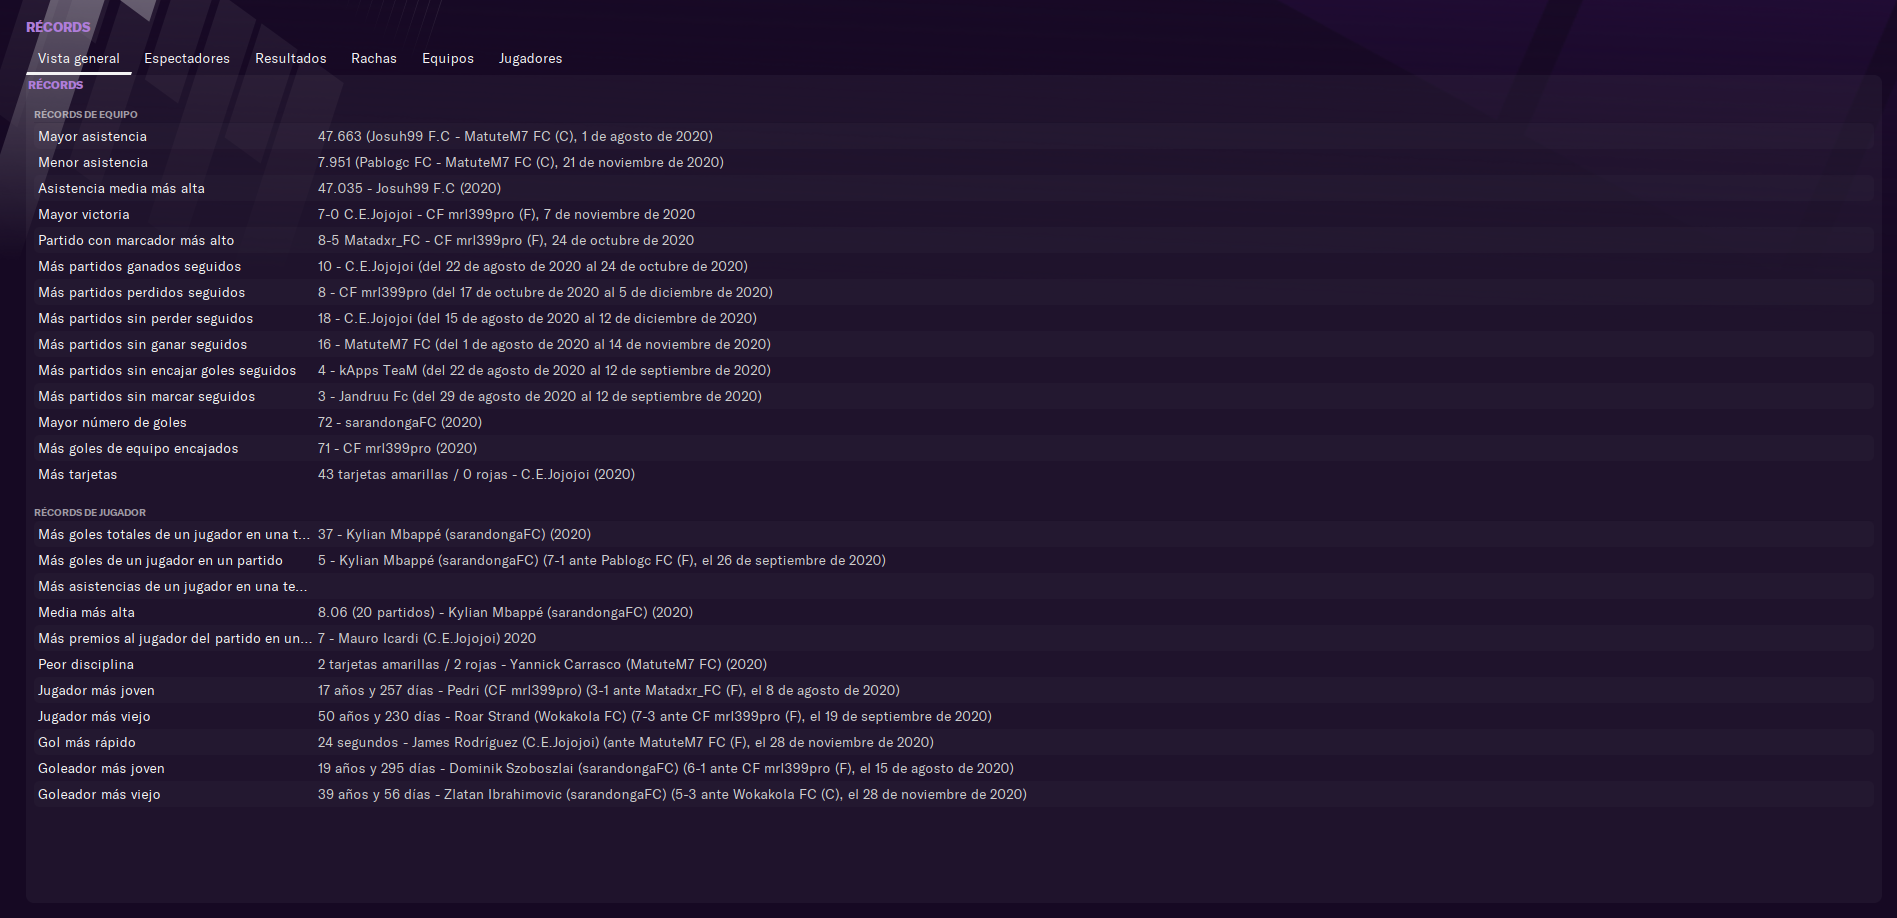 RÉCORDS
Vista general Espectadores Resultados Rachas Equipos Jugadores
RÉCORDS
RÉCORDS DE EQUIPO
Mayor asistencia 47.663 (Josuh99 F.C - MatuteM7 FC (C), 1 de agosto de 2020)
Menor asistencia 7.951 (Pablogc FC - MatuteM7 FC (C), 21 de noviembre de 2020)
Asistencia media más alta 47.035 - Josuh99 F.C (2020)
Mayor victoria 7-0 C.E.Jojojoi - CF mrl399pro (F), 7 de noviembre de 2020
Partido con marcador más alto 8-5 Matadxr_FC - CF mrl399pro (F), 24 de octubre de 2020
Más partidos ganados seguidos 10 - C.E.Jojojoi (del 22 de agosto de 2020 al 24 de octubre de 2020)
Más partidos perdidos seguidos 8 - CF mrl399pro (del 17 de octubre de 2020 al 5 de diciembre de 2020)
Más partidos sin perder seguidos 18 - C.E.Jojojoi (del 15 de agosto de 2020 al 12 de diciembre de 2020)
Más partidos sin ganar seguidos 16 - MatuteM7 FC (del 1 de agosto de 2020 al 14 de noviembre de 2020)
Más partidos sin encajar goles seguidos 4 - kApps TeaM (del 22 de agosto de 2020 al 12 de septiembre de 2020)
Más partidos sin marcar seguidos 3 - Jandruu Fc (del 29 de agosto de 2020 al 12 de septiembre de 2020)
Mayor número de goles 72 - sarandongaFC (2020)
Más goles de equipo encajados 71 - CF mrl399pro (2020)
Más tarjetas 43 tarjetas amarillas / 0 rojas - C.E.Jojojoi (2020)
RÉCORDS DE JUGADOR
Más goles totales de un jugador en una t... 37 - Kylian Mbappé (sarandongaFC) (2020)
Más goles de un jugador en un partido 5 - Kylian Mbappé (sarandongaFC) (7-1 ante Pablogc FC (F), el 26 de septiembre de 2020)
Más asistencias de un jugador en una te...
Media más alta 8.06 (20 partidos) - Kylian Mbappé (sarandongaFC) (2020)
Más premios al jugador del partido en un... 7 - Mauro Icardi (C.E.Jojojoi) 2020
Peor disciplina 2 tarjetas amarillas / 2 rojas - Yannick Carrasco (MatuteM7 FC) (2020)
Jugador más joven 17 años y 257 días - Pedri (CF mrl399pro) (3-1 ante Matadxr_FC (F), el 8 de agosto de 2020)
Jugador más viejo 50 años y 230 días - Roar Strand (Wokakola FC) (7-3 ante CF mrl399pro (F), el 19 de septiembre de 2020)
Gol más rápido 24 segundos - James Rodríguez (C.E.Jojojoi) (ante MatuteM7 FC (F), el 28 de noviembre de 2020)
Goleador más joven 19 años y 295 días - Dominik Szoboszlai (sarandongaFC) (6-1 ante CF mrl399pro (F), el 15 de agosto de 2020)
Goleador más viejo 39 años y 56 días - Zlatan Ibrahimovic (sarandongaFC) (5-3 ante Wokakola FC (C), el 28 de noviembre de 2020)